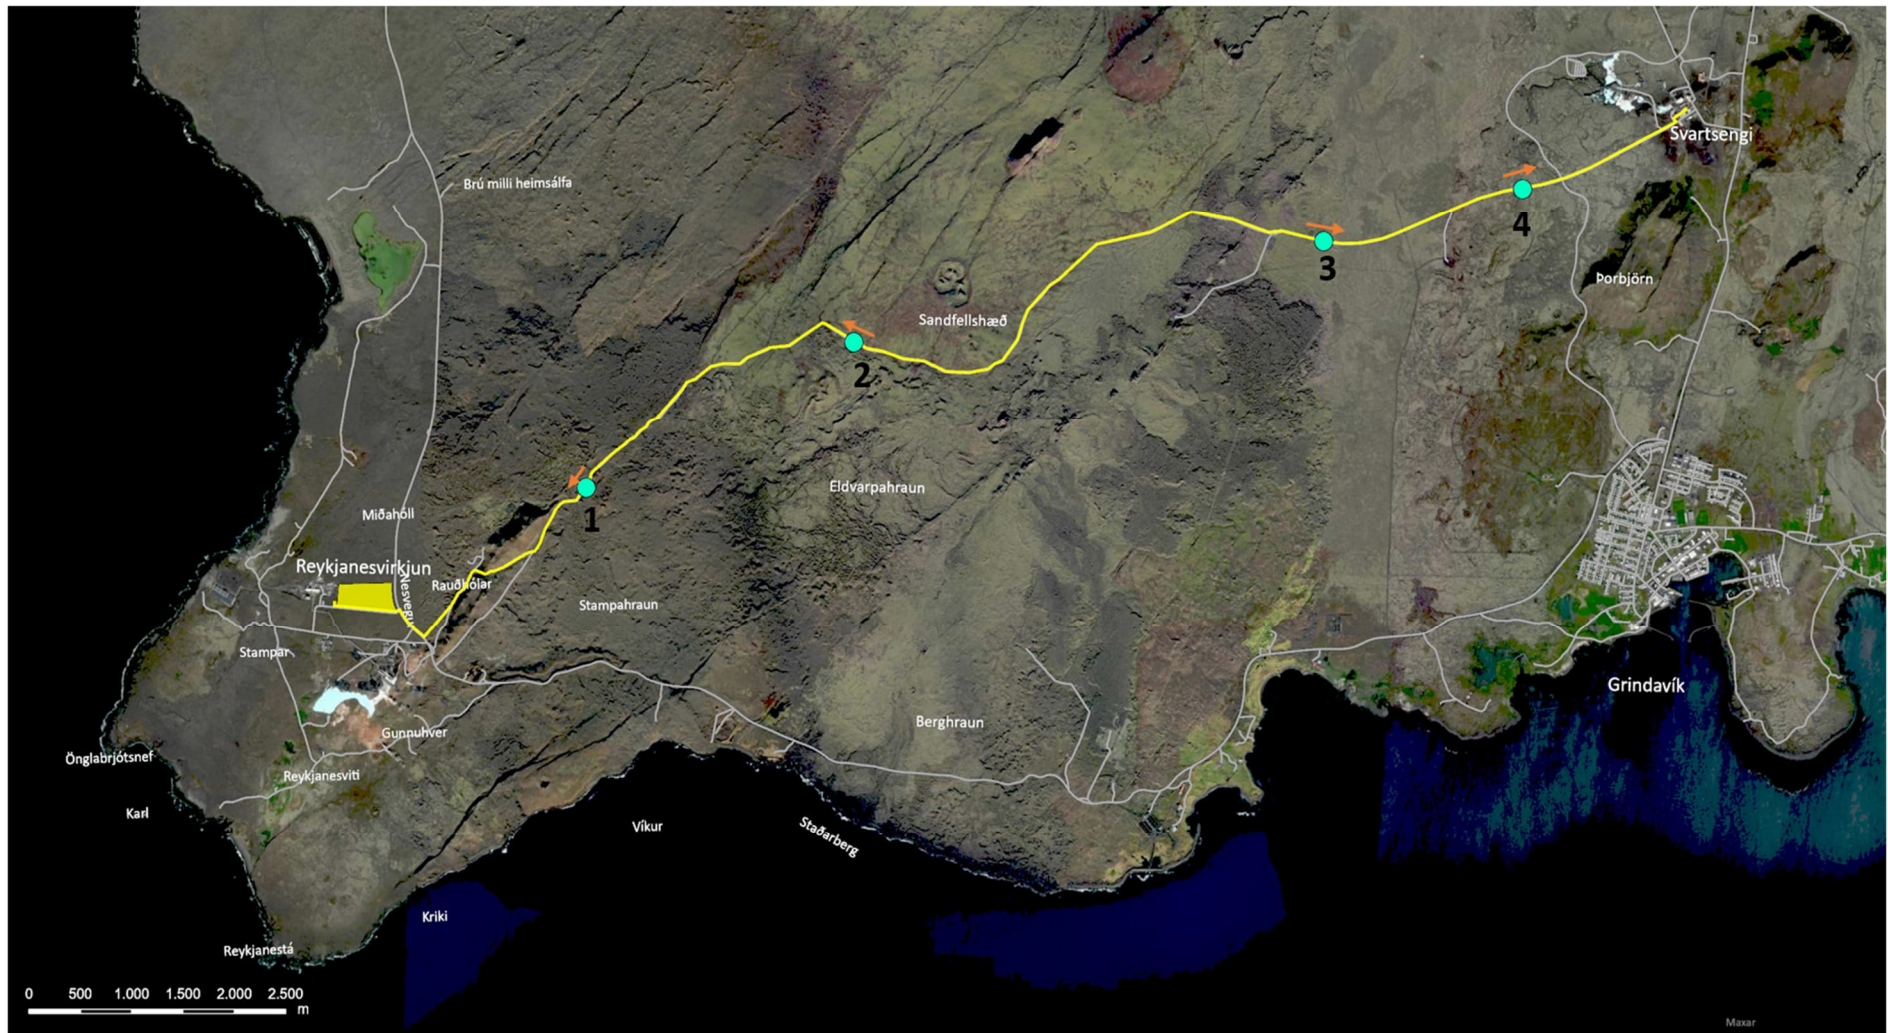 Svartsengi
Brú milli heimsálfa
4
3
Þorbjörn
Sandfellshæð
2
Eldvarpahraun
1
Miðahóll
Reykjanesvirkjun
Nesvegur
Rauðhólar
Stampahraun
Stampar
Grindavík
Berghraun
Gunnuhver
Önglabrjótsnef
Reykjanesviti
Karl
Víkur
Staðarberg
Kriki
Reykjanestá
0 500 1.000 1.500 2.000 2.500
m
Maxar